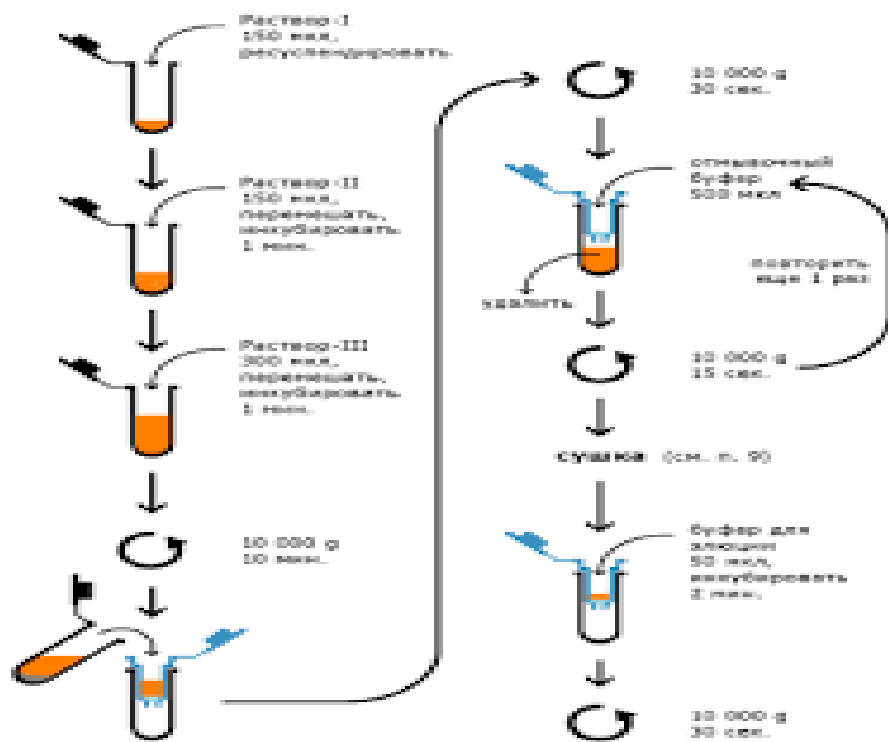 Раствор-I
150 мкл,
ресуспендировать
Раствор-II
150 мкл,
перемешать,
инкубировать
1 мин.
Раствор-III
300 мкл,
перемешать,
инкубировать
1 мин.
10 000 g
10 мин.
10 000 g
30 сек.
отмывочный
буфер
500 мкл
повторить
еще 1 раз
удалить
10 000 g
15 сек.
сушка (см. п. 9)
буфер для
элюции
50 мкл,
инкубировать
2 мин.
10 000 g
30 сек.